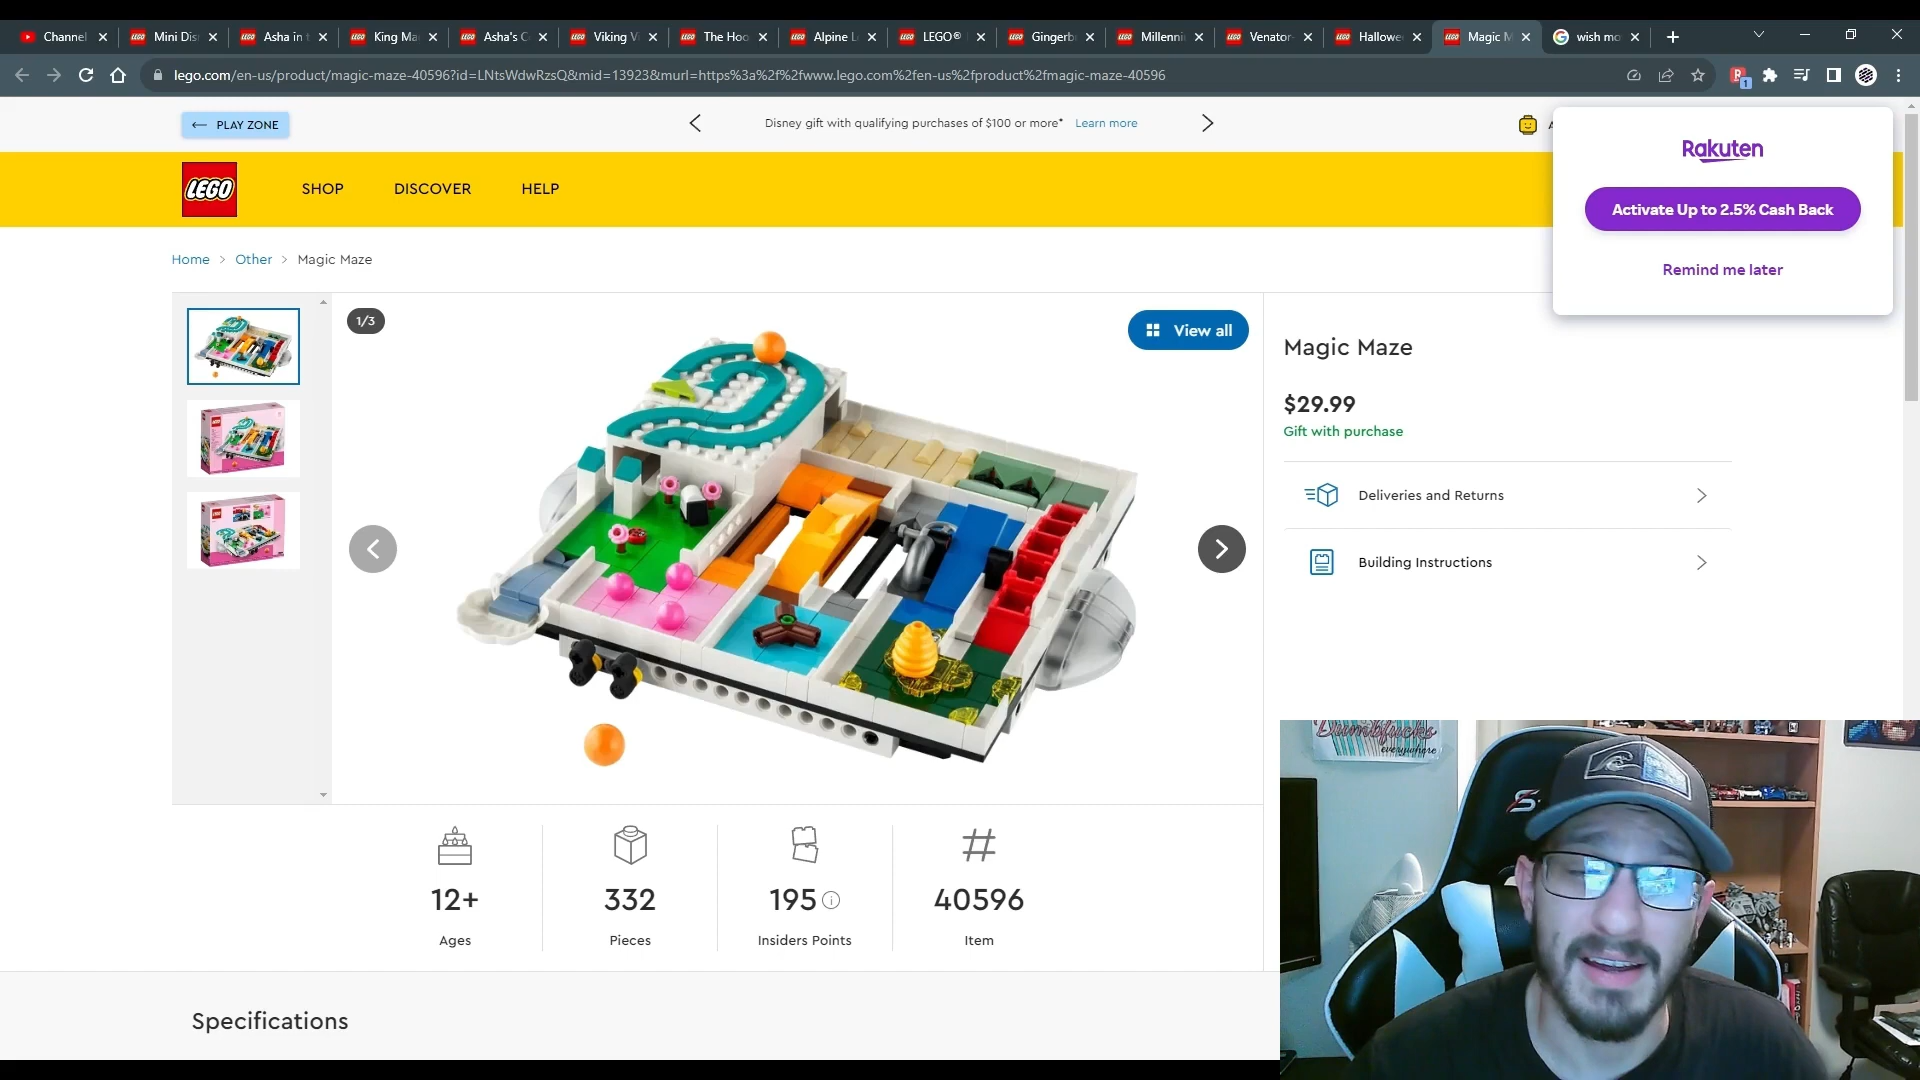 Channel
Mini Dis
Asha in t
King Ma
Asha's C
Viking Vi
The Hoo
Alpine L
LEGO®
Gingerb
Millenni
Venator-
Hallowe
Magic M
wish mo
lego.com/en-us/product/magic-maze-40596?id=LNtsWdwRzsQ&mid=13923&murl=https%3a%2f%2fwww.lego.com%2fen-us%2fproduct%2fmagic-maze-40596
PLAY ZONE
Disney gift with qualifying purchases of $100 or more* Learn more
Rakuten
Activate Up to 2.5% Cash Back
Remind me later
LEGO
SHOP DISCOVER HELP
Home > Other > Magic Maze
1/3
View all
Magic Maze
$29.99
Gift with purchase
Deliveries and Returns
Building Instructions
12+
Ages
332
Pieces
195
Insiders Points
40596
Item
Specifications
Dumbfucks
everywhere